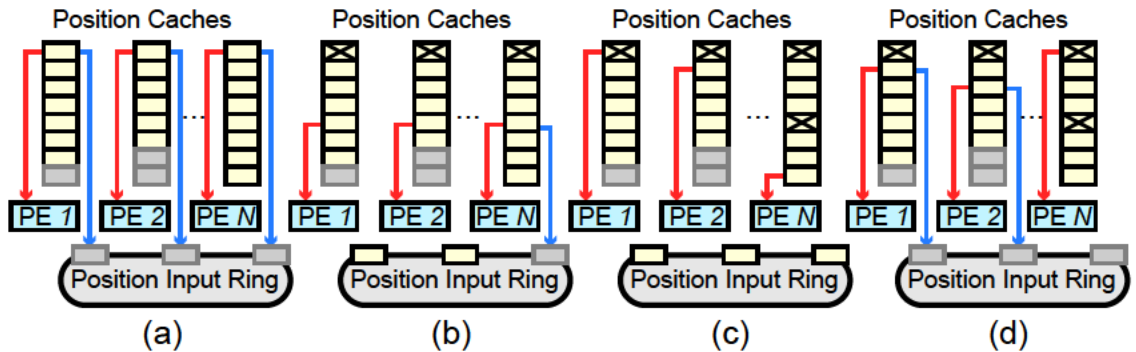 Position Caches
Position Caches
Position Caches
Position Caches
...
...
...
...
PE 1
PE 2
PE N
PE 1
PE 2
PE N
PE 1
PE 2
PE N
PE 1
PE 2
PE N
Position Input Ring
Position Input Ring
Position Input Ring
Position Input Ring
(a)
(b)
(c)
(d)